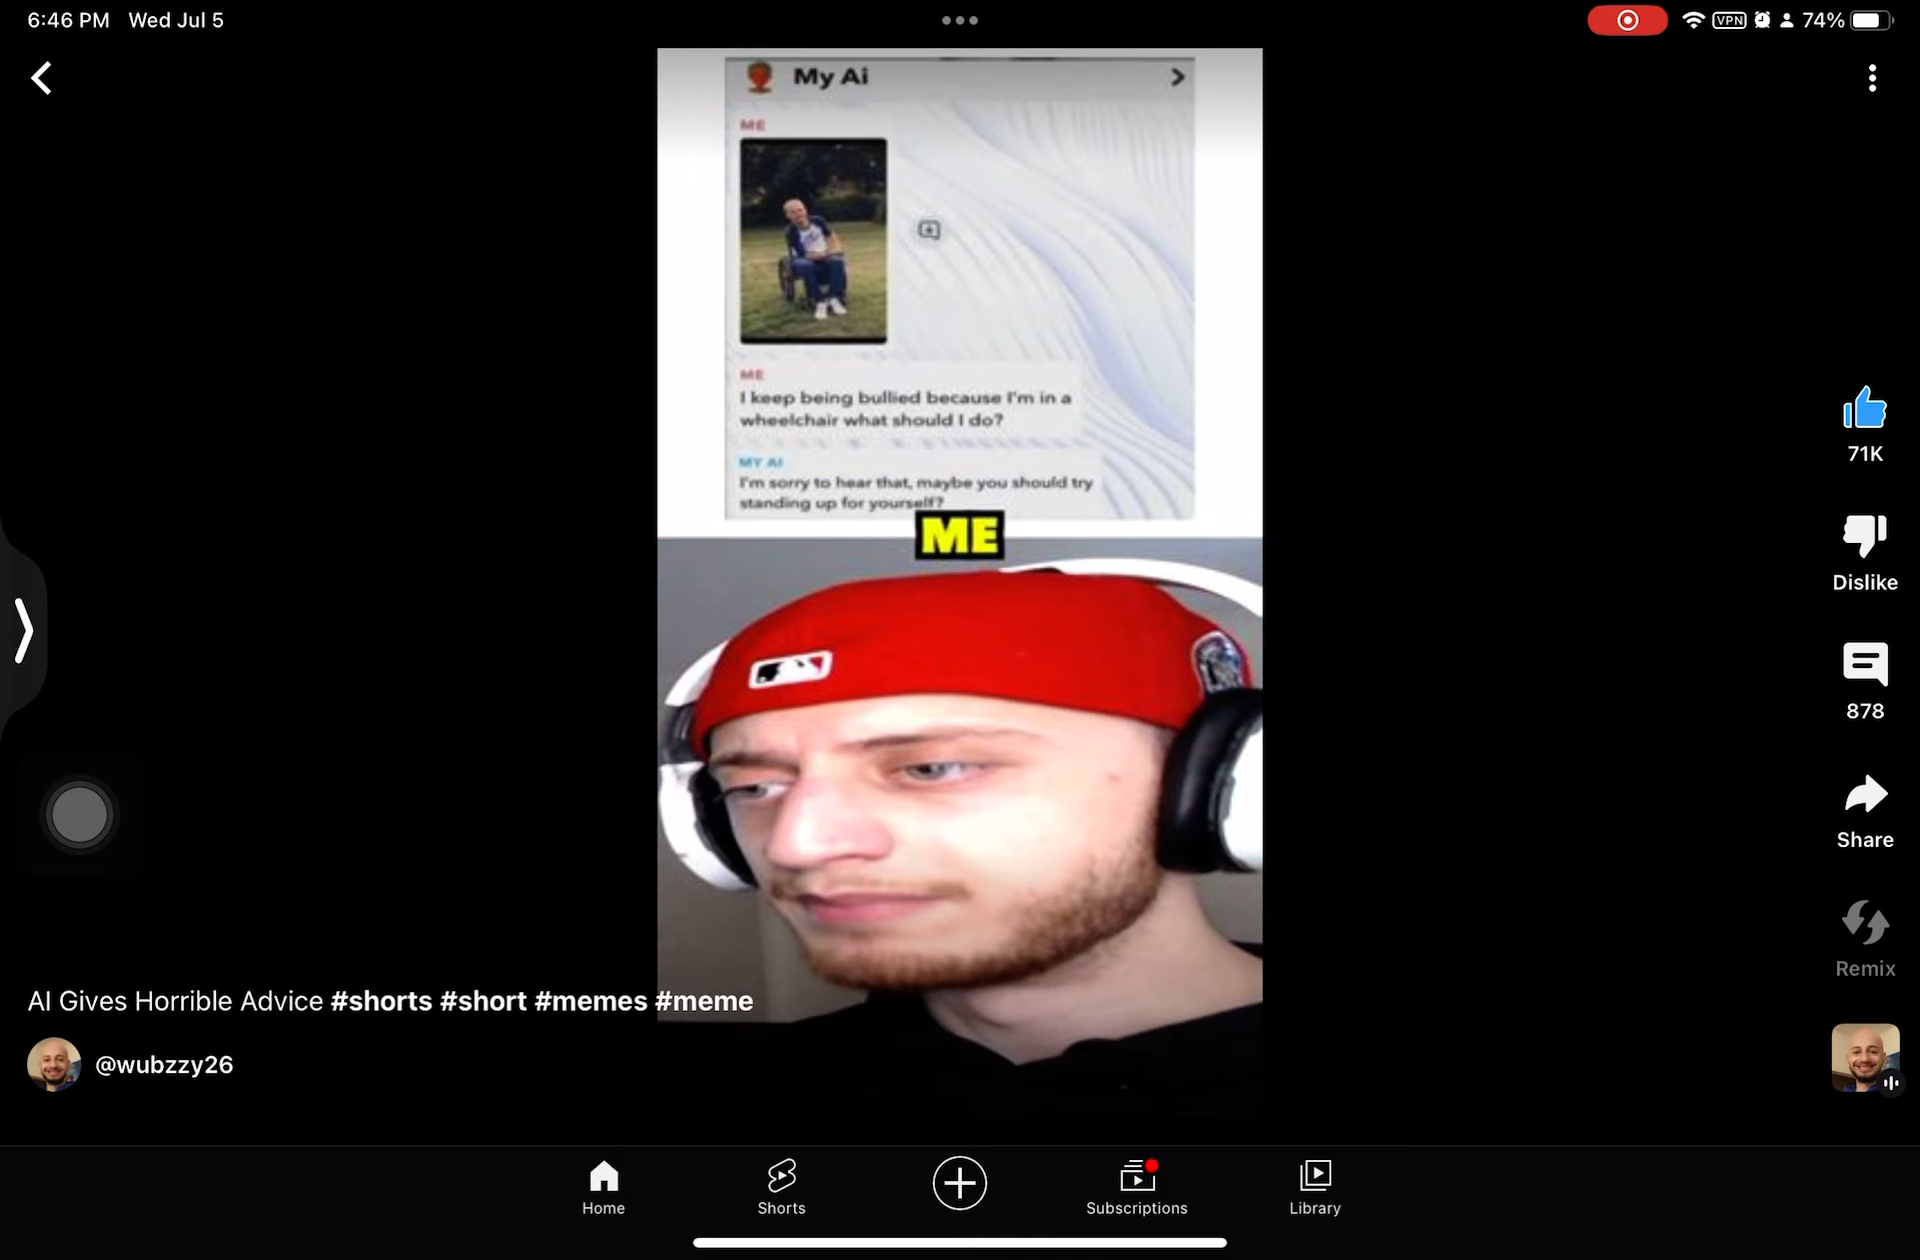 6:46 PM Wed Jul 5
VPN
74%
My Ai
ME
ME
I keep being bullied because I'm in a
wheelchair what should I do?
MY AI
I'm sorry to hear that, maybe you should try
standing up for yourself?
ME
71K
Dislike
878
Share
Remix
AI Gives Horrible Advice #shorts #short #memes #meme
@wubzzy26
Home
Shorts
Subscriptions
Library